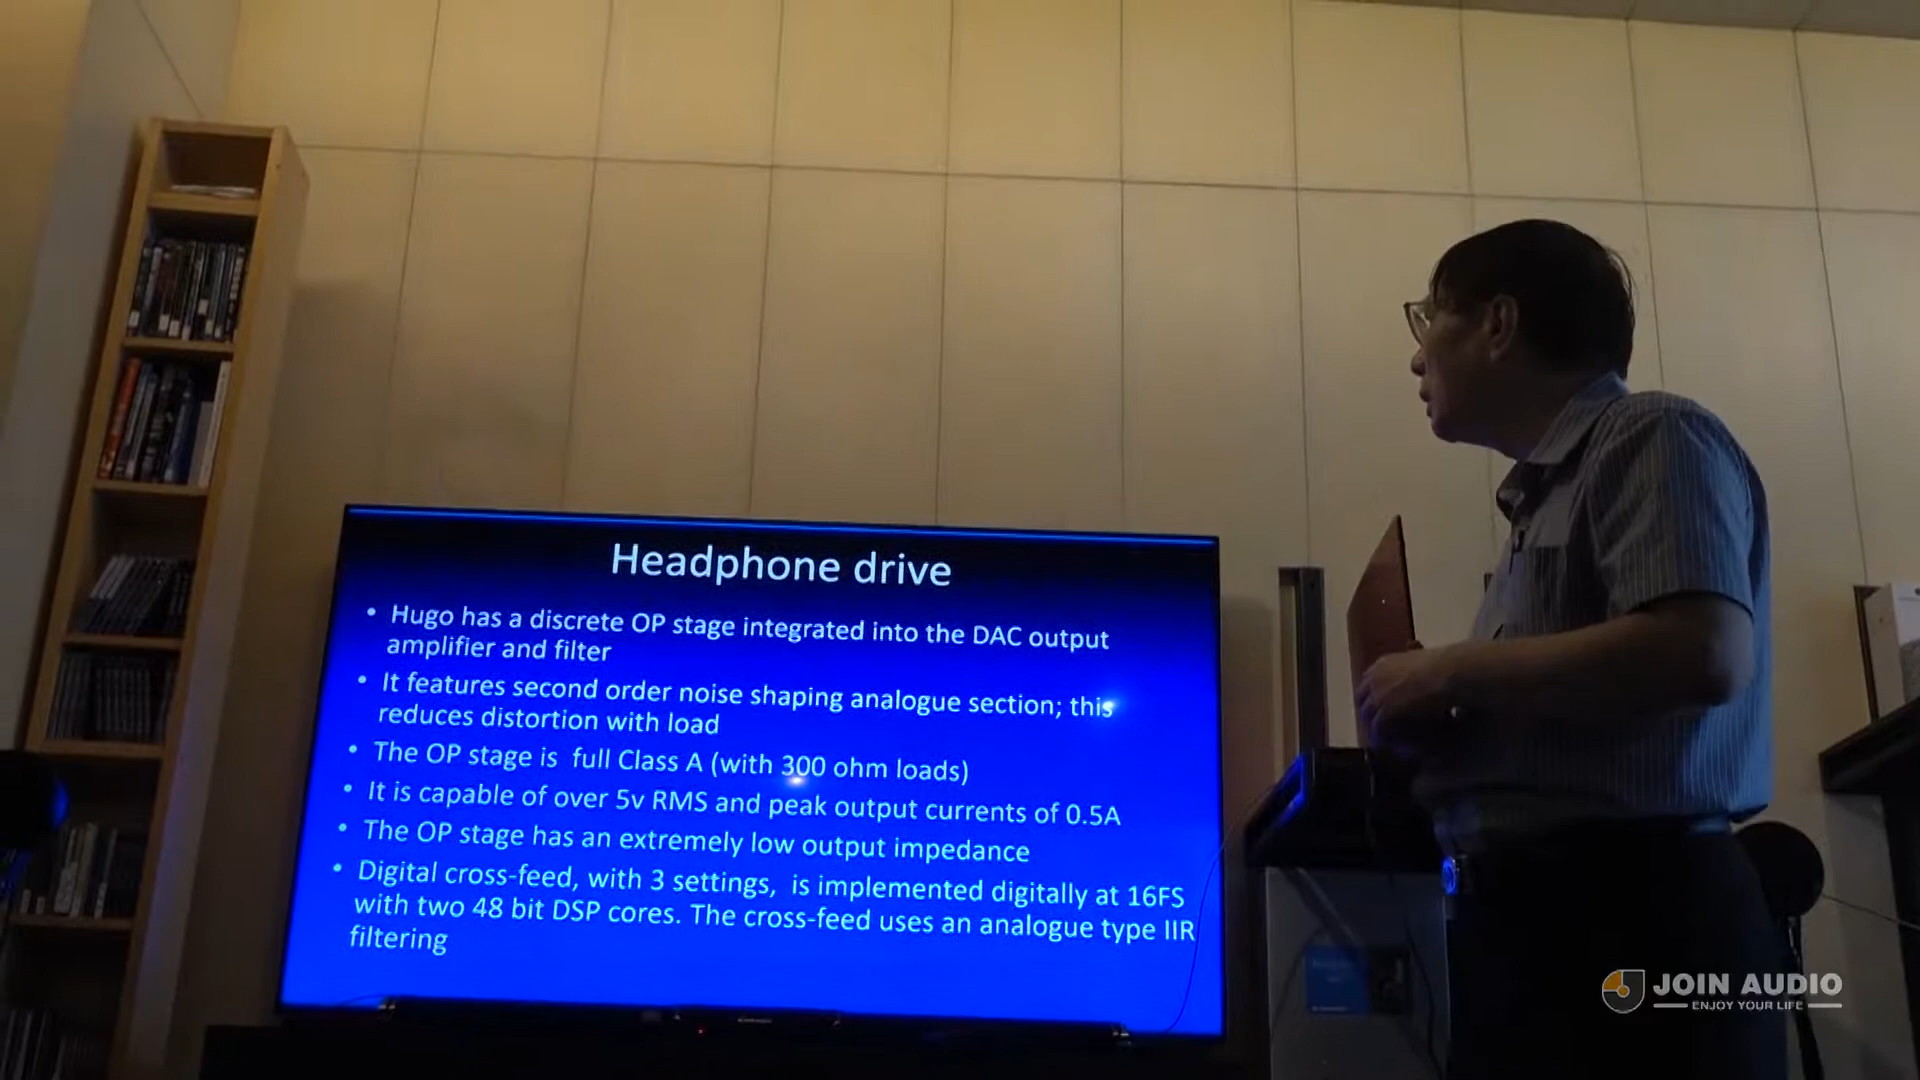 Headphone drive
• Hugo has a discrete OP stage integrated into the DAC output
amplifier and filter
• It features second order noise shaping analogue section; this
reduces distortion with load
• The OP stage is  full Class A (with 300 ohm loads)
• It is capable of over 5v RMS and peak output currents of 0.5A
• The OP stage has an extremely low output impedance
• Digital cross-feed, with 3 settings,  is implemented digitally at 16FS
with two 48 bit DSP cores. The cross-feed uses an analogue type IIR
filtering
JOIN AUDIO
ENJOY YOUR LIFE